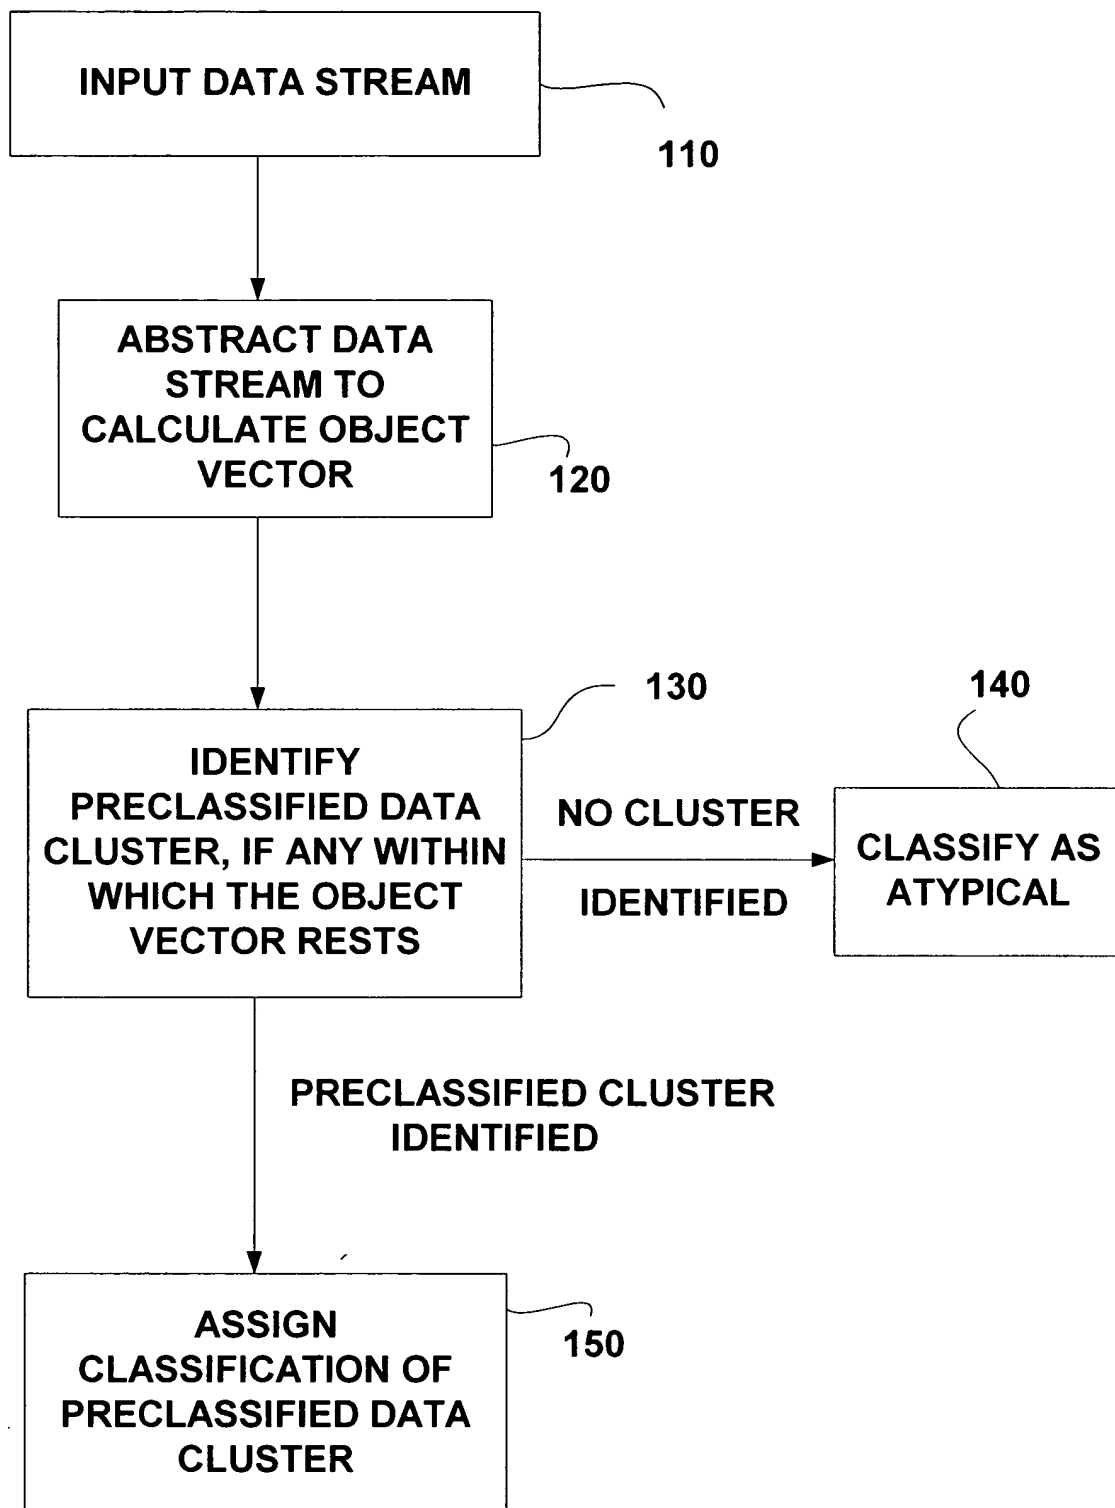 INPUT DATA STREAM
110
ABSTRACT DATA
STREAM TO
CALCULATE OBJECT
VECTOR
120
130
IDENTIFY
PRECLASSIFIED DATA
CLUSTER, IF ANY WITHIN
WHICH THE OBJECT
VECTOR RESTS
NO CLUSTER
IDENTIFIED
140
CLASSIFY AS
ATYPICAL
PRECLASSIFIED CLUSTER
IDENTIFIED
ASSIGN
CLASSIFICATION OF
PRECLASSIFIED DATA
CLUSTER
150